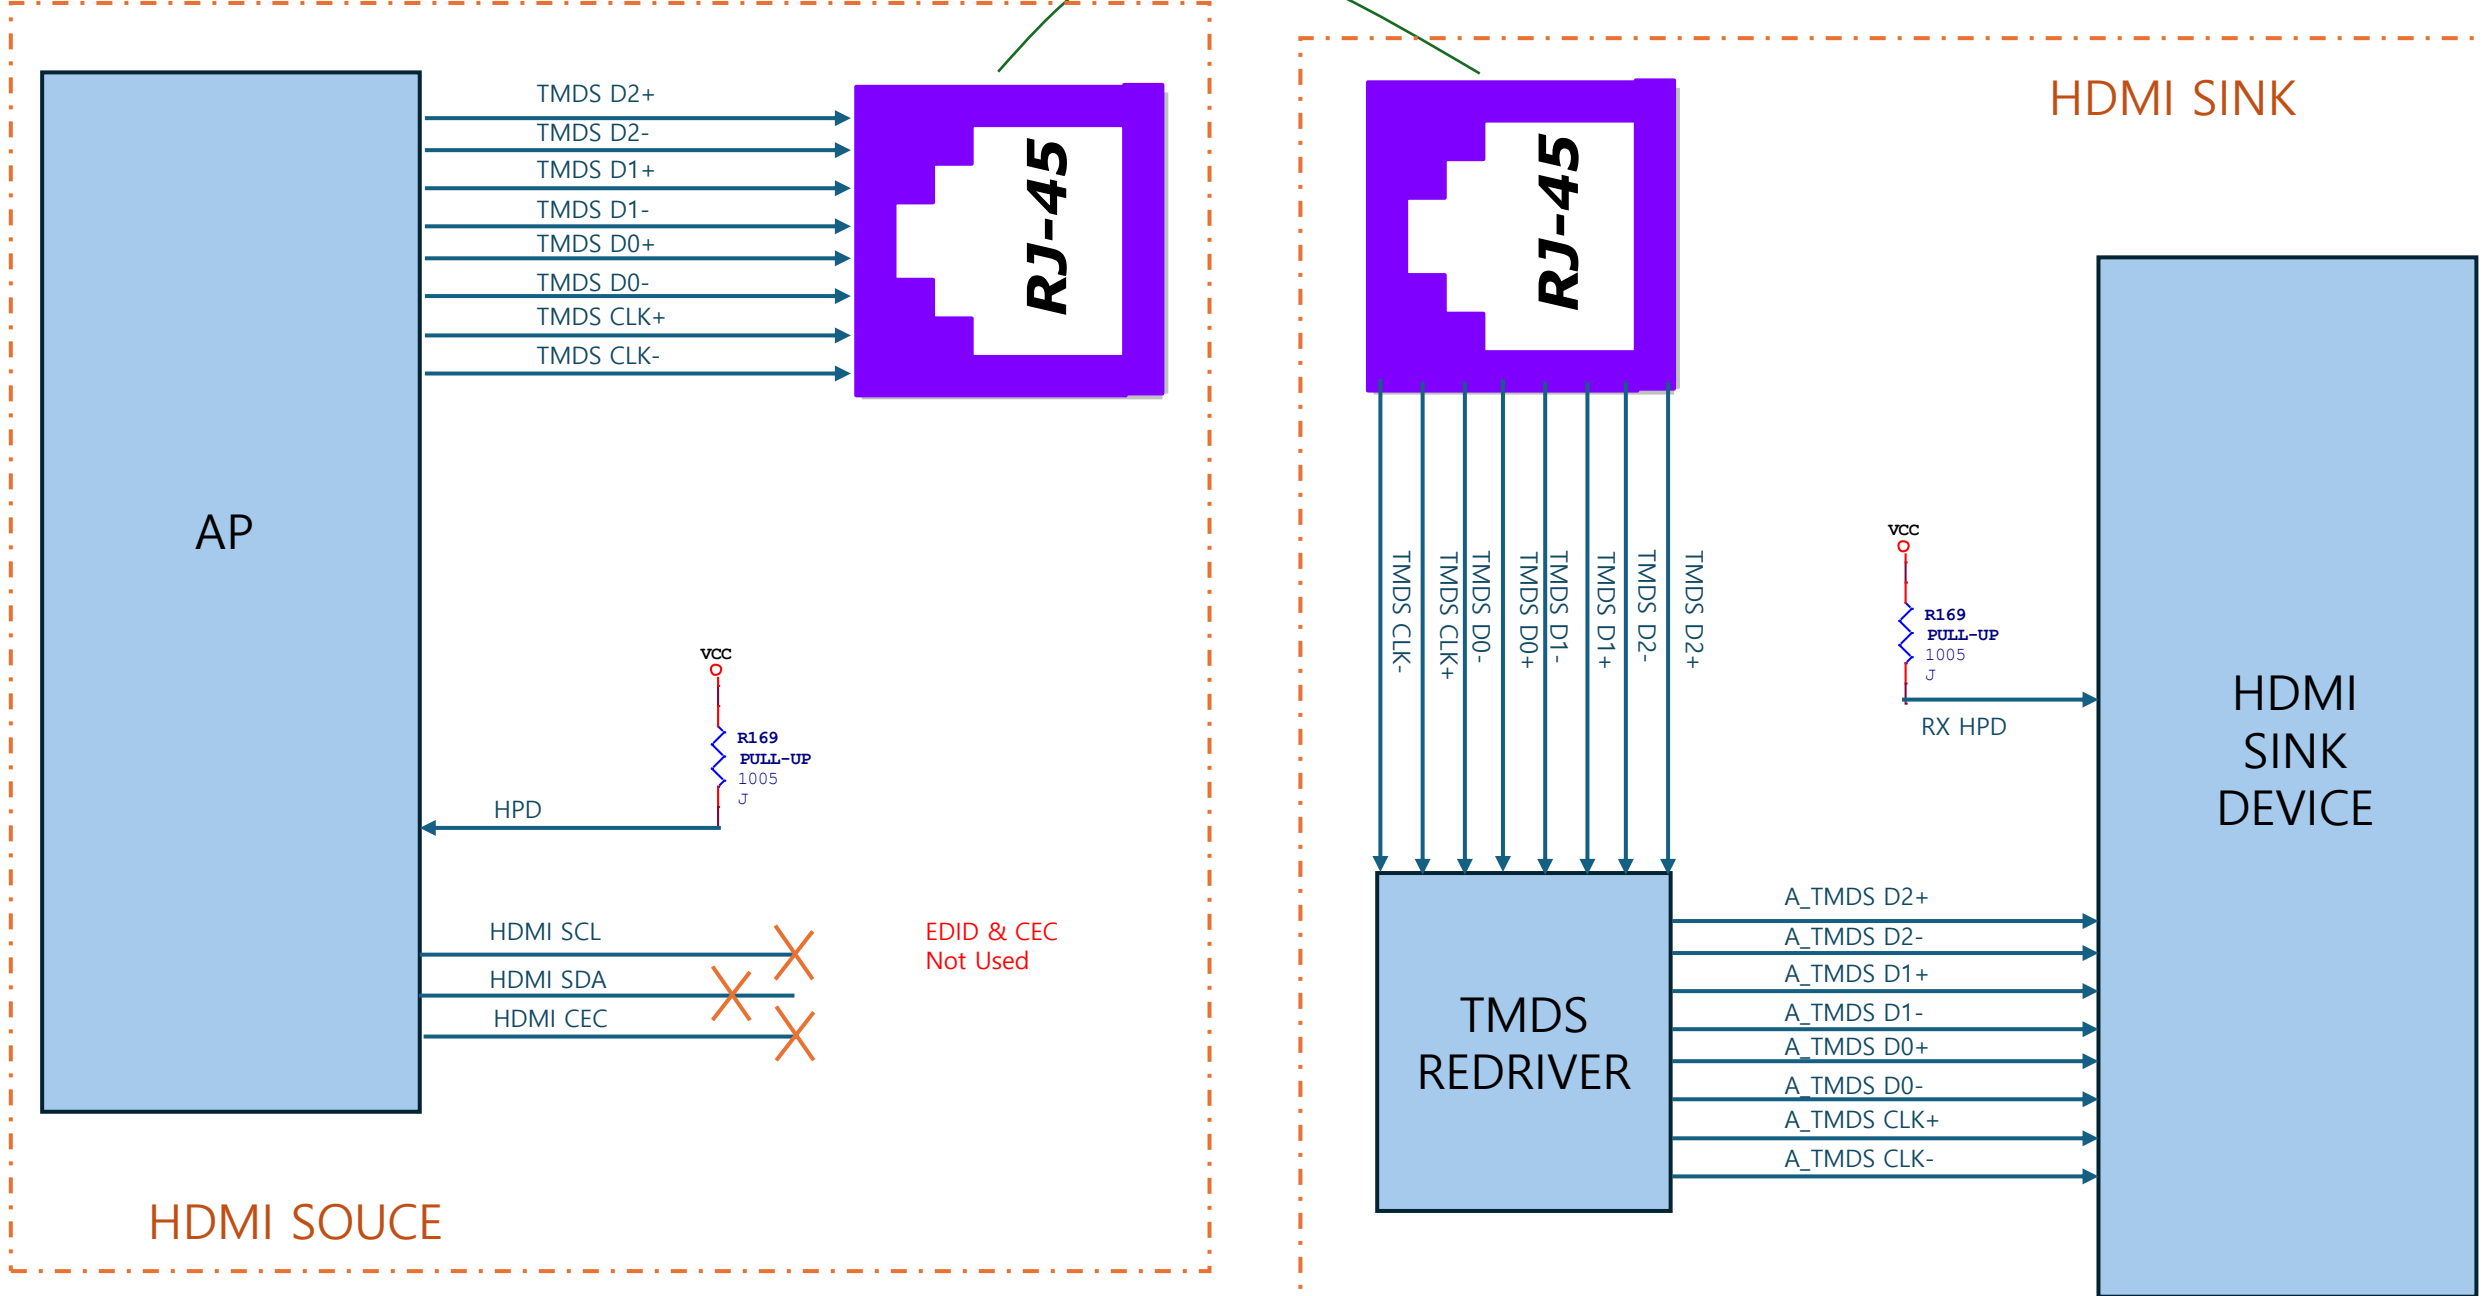 TMDS D2+
TMDS D2-
TMDS D1+
TMDS D1-
TMDS D0+
TMDS D0-
TMDS CLK+
TMDS CLK-
AP
RJ-45
VCC
R169
PULL-UP
1005
J
HPD
HDMI SCL
HDMI SDA
HDMI CEC
EDID & CEC
Not Used
HDMI SOUCE
HDMI SINK
RJ-45
TMDS CLK-
TMDS CLK+
TMDS D0-
TMDS D0+
TMDS D1-
TMDS D1+
TMDS D2-
TMDS D2+
VCC
R169
PULL-UP
1005
J
RX HPD
HDMI
SINK
DEVICE
TMDS
REDRIVER
A_TMDS D2+
A_TMDS D2-
A_TMDS D1+
A_TMDS D1-
A_TMDS D0+
A_TMDS D0-
A_TMDS CLK+
A_TMDS CLK-